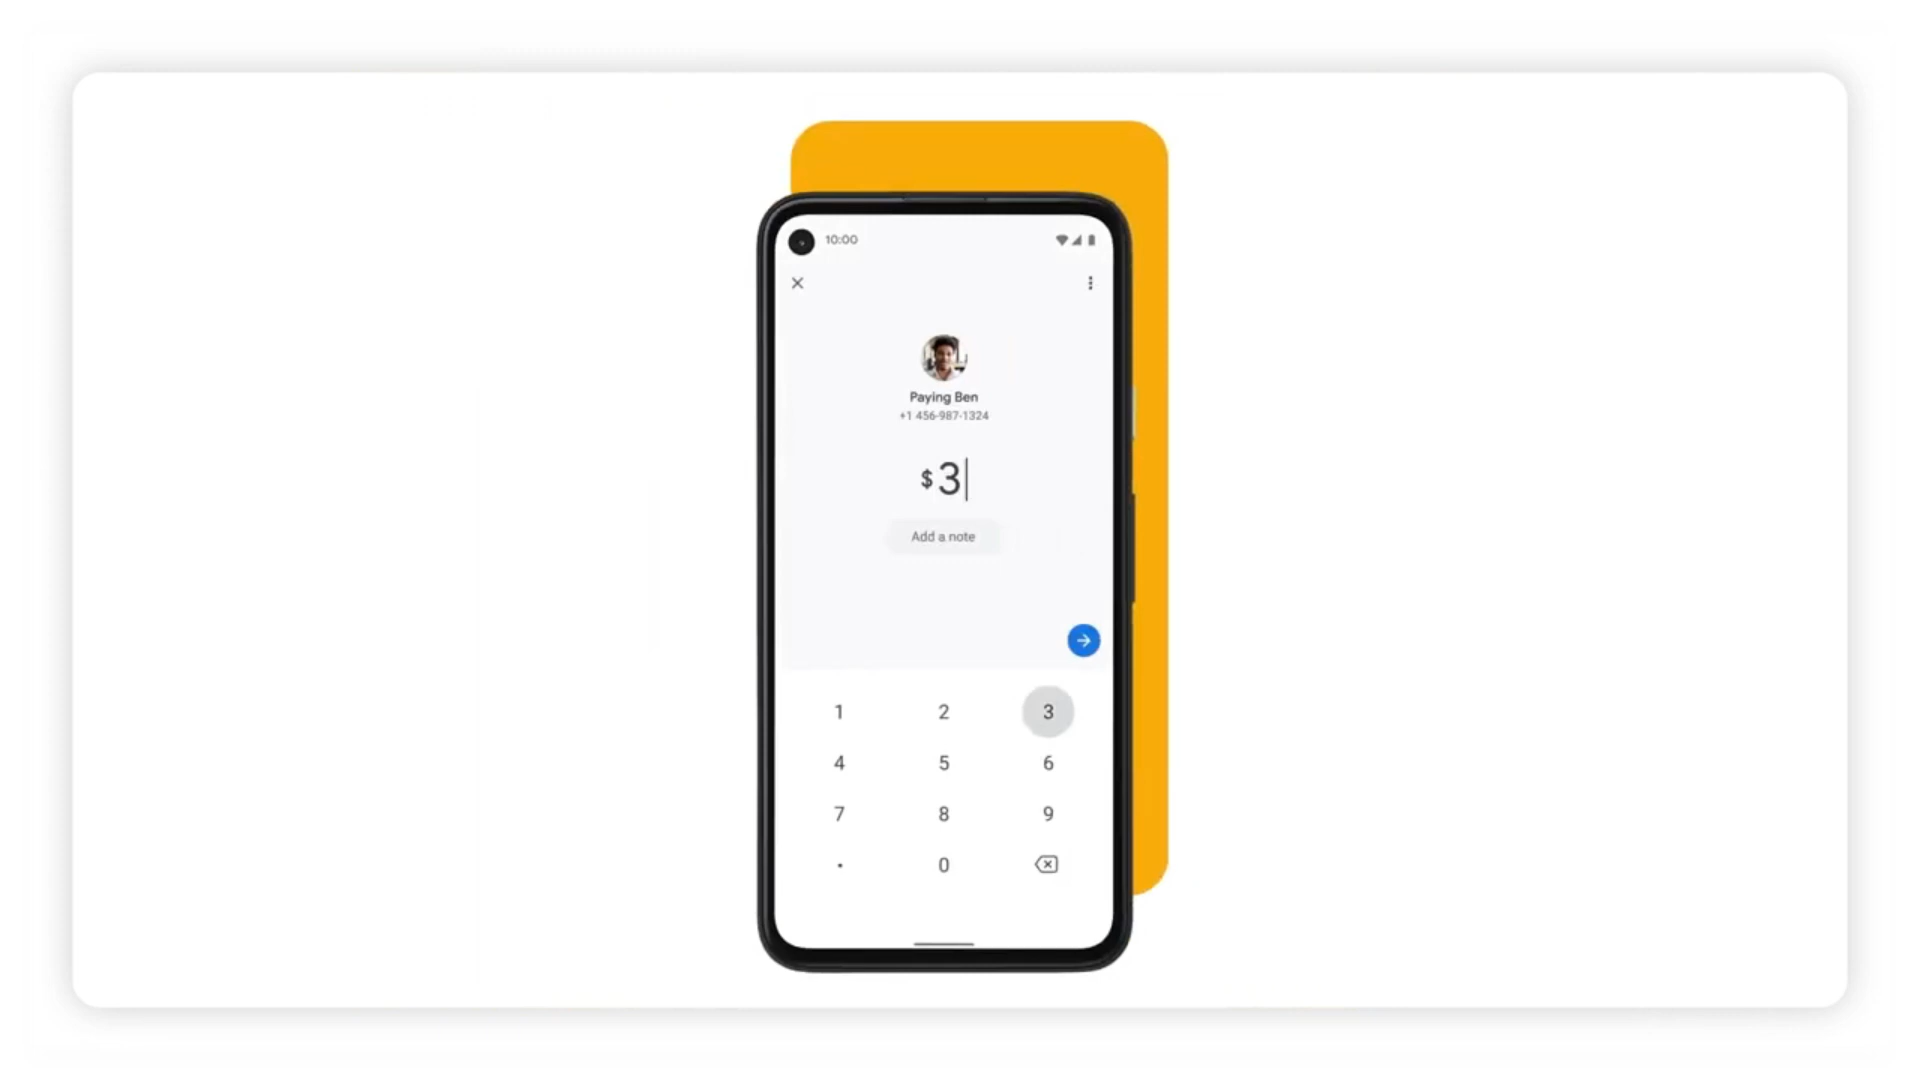 10:00
Paying Ben
+1 456-987-1324
$3
Add a note
1 2 3
4 5 6
7 8 9
. 0